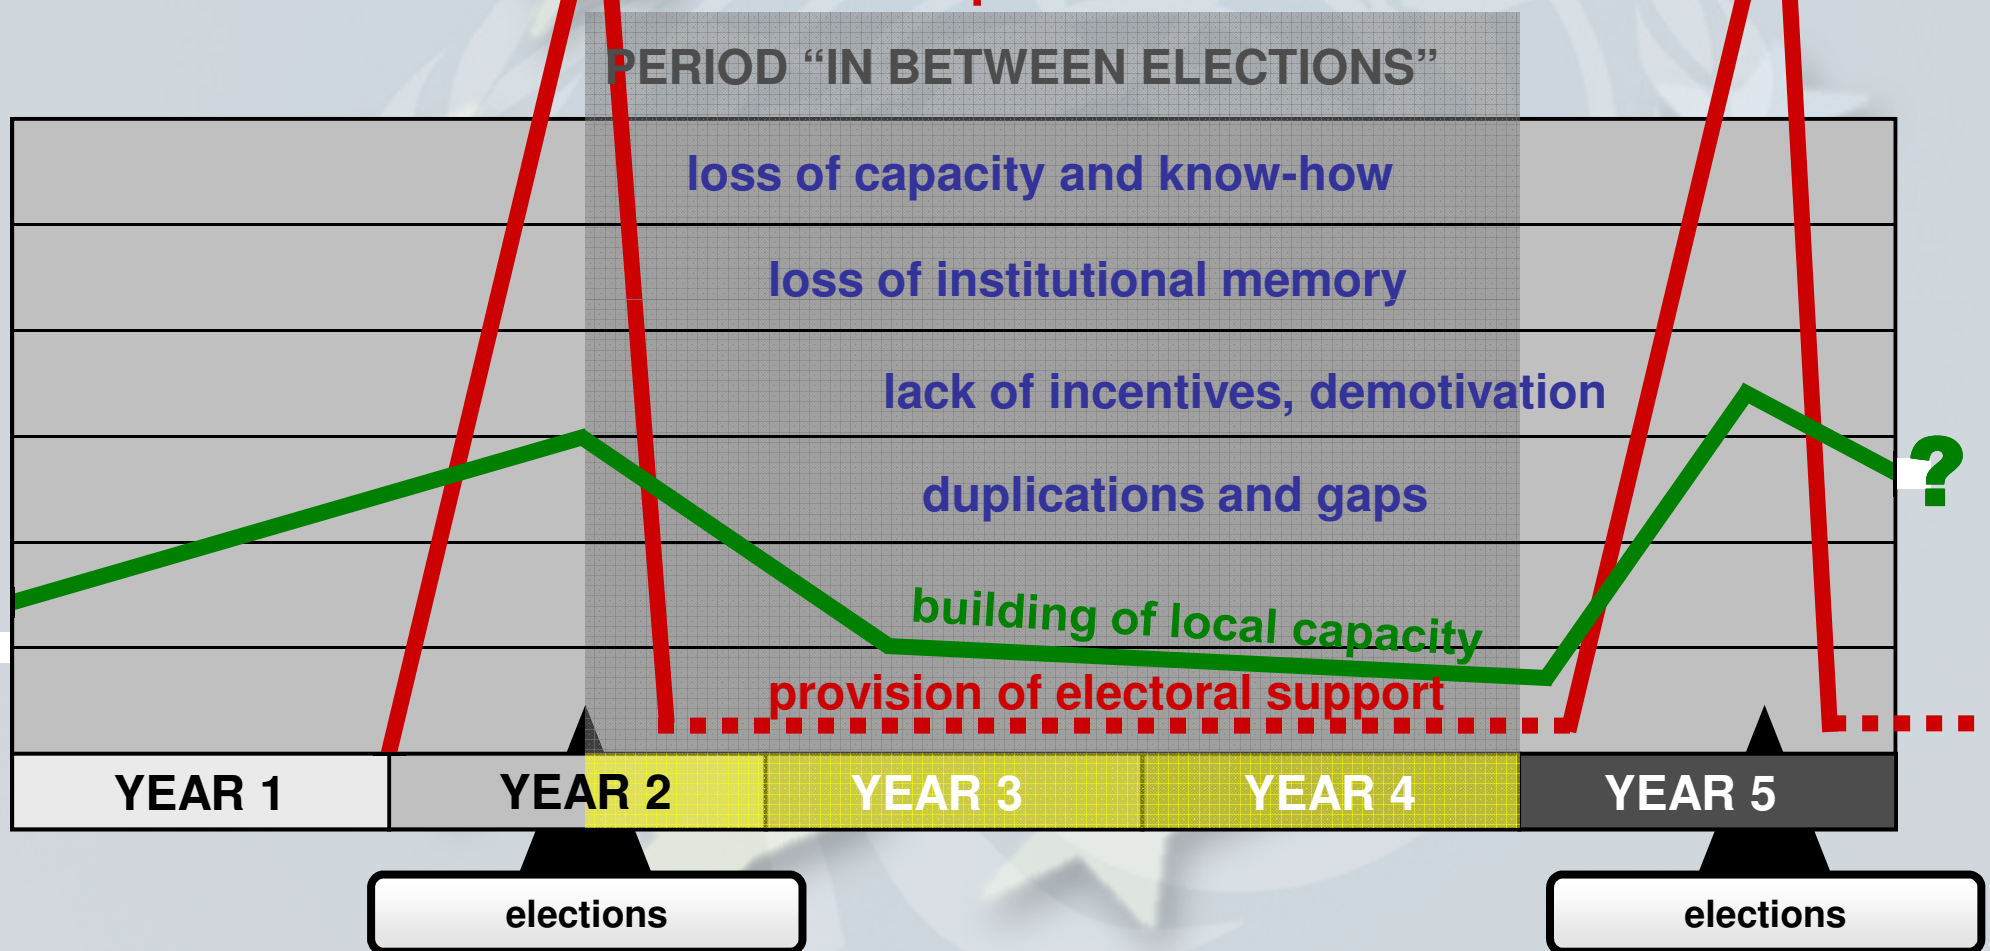 PERIOD “IN BETWEEN ELECTIONS”
loss of capacity and know-how
loss of institutional memory
lack of incentives, demotivation
duplications and gaps
?
building of local capacity
provision of electoral support
YEAR 1
YEAR 2
YEAR 3
YEAR 4
YEAR 5
elections
elections